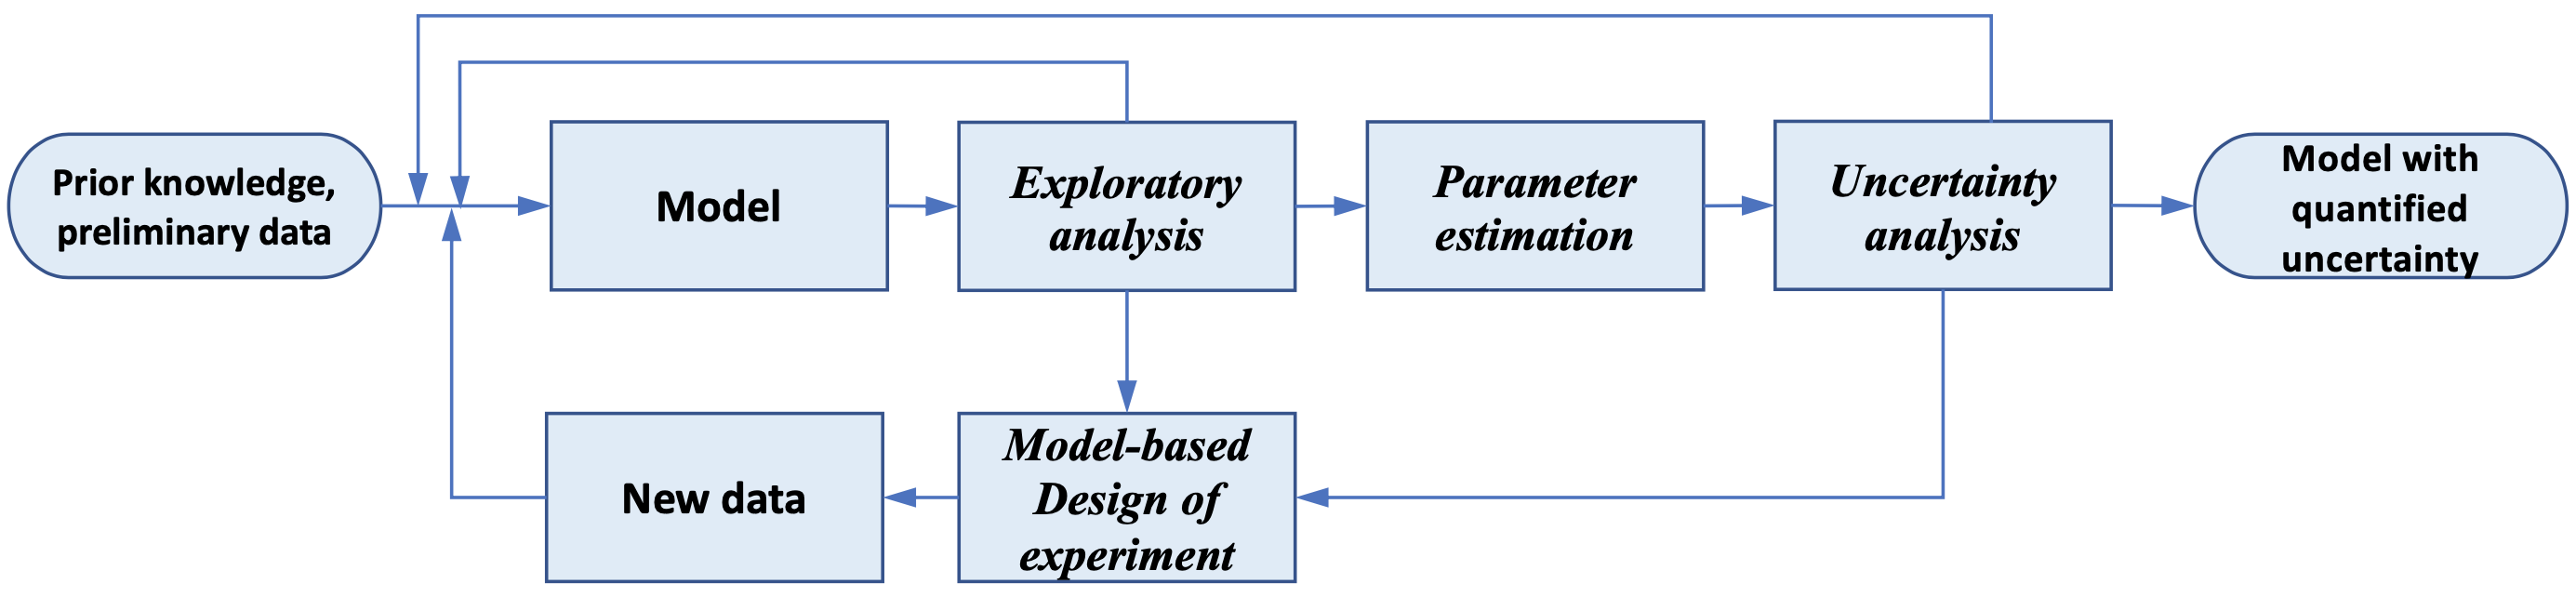 Prior knowledge,
preliminary data
Model
Exploratory
analysis
Parameter
estimation
Uncertainty
analysis
Model with
quantified
uncertainty
New data
Model-based
Design of
experiment